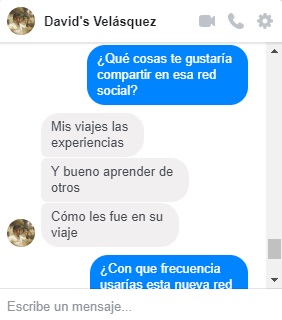 David's Velásquez
¿Qué cosas te gustaría
compartir en esa red
social?
Mis viajes las
experiencias
Y bueno aprender de
otros
Cómo les fue en su
viaje
¿Con que frecuencia
usarías esta nueva red
Escribe un mensaje...